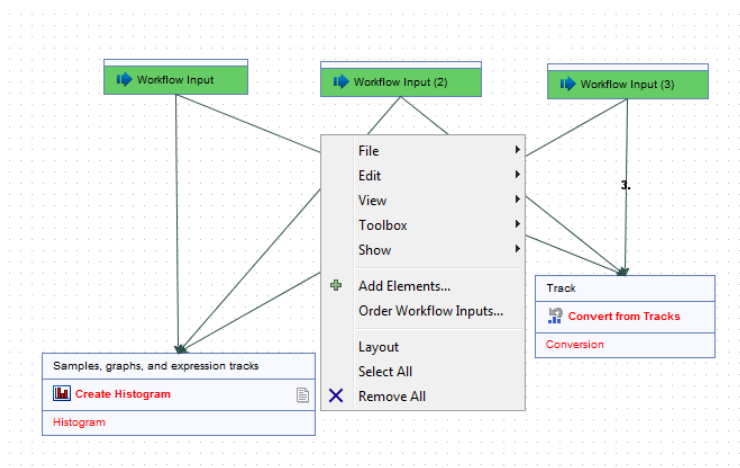 Workflow Input
Workflow Input (2)
Workflow Input (3)
File
Edit
View
Toolbox
Show
Add Elements...
Order Workflow Inputs...
Layout
Select All
Remove All
3.
Track
Convert from Tracks
Conversion
Samples, graphs, and expression tracks
Create Histogram
Histogram